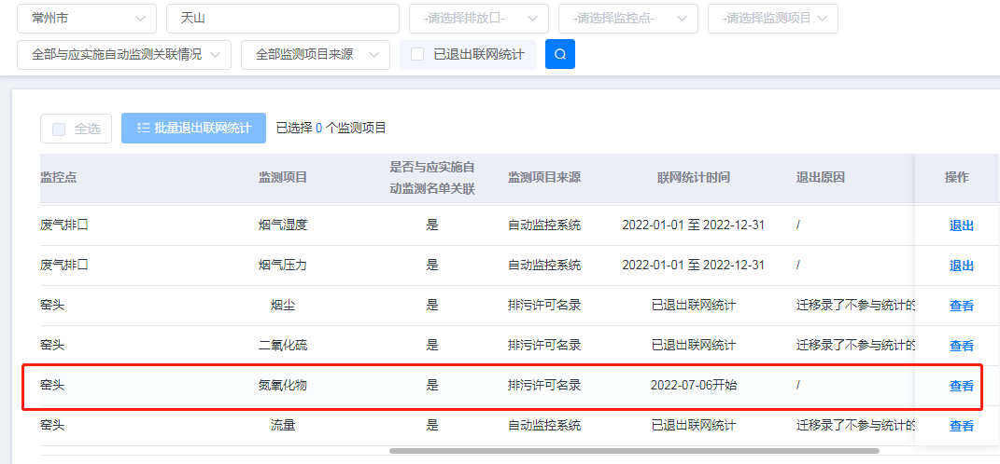 常州市 天山 -请选择排放口- -请选择监控点- -请选择监测项目
全部与应实施自动监测关联情况 全部监测项目来源 已退出联网统计
全选 批量退出联网统计 已选择 0 个监测项目
监控点 监测项目 是否与应实施自动监测名单关联 监测项目来源 联网统计时间 退出原因 操作
废气排口 烟气湿度 是 自动监控系统 2022-01-01 至 2022-12-31 / 退出
废气排口 烟气压力 是 自动监控系统 2022-01-01 至 2022-12-31 / 退出
窑头 烟尘 是 排污许可名录 已退出联网统计 迁移录了不参与统计的 查看
窑头 二氧化硫 是 排污许可名录 已退出联网统计 迁移录了不参与统计的 查看
窑头 氮氧化物 是 排污许可名录 2022-07-06开始 / 查看
窑头 流量 是 自动监控系统 已退出联网统计 迁移录了不参与统计的 查看